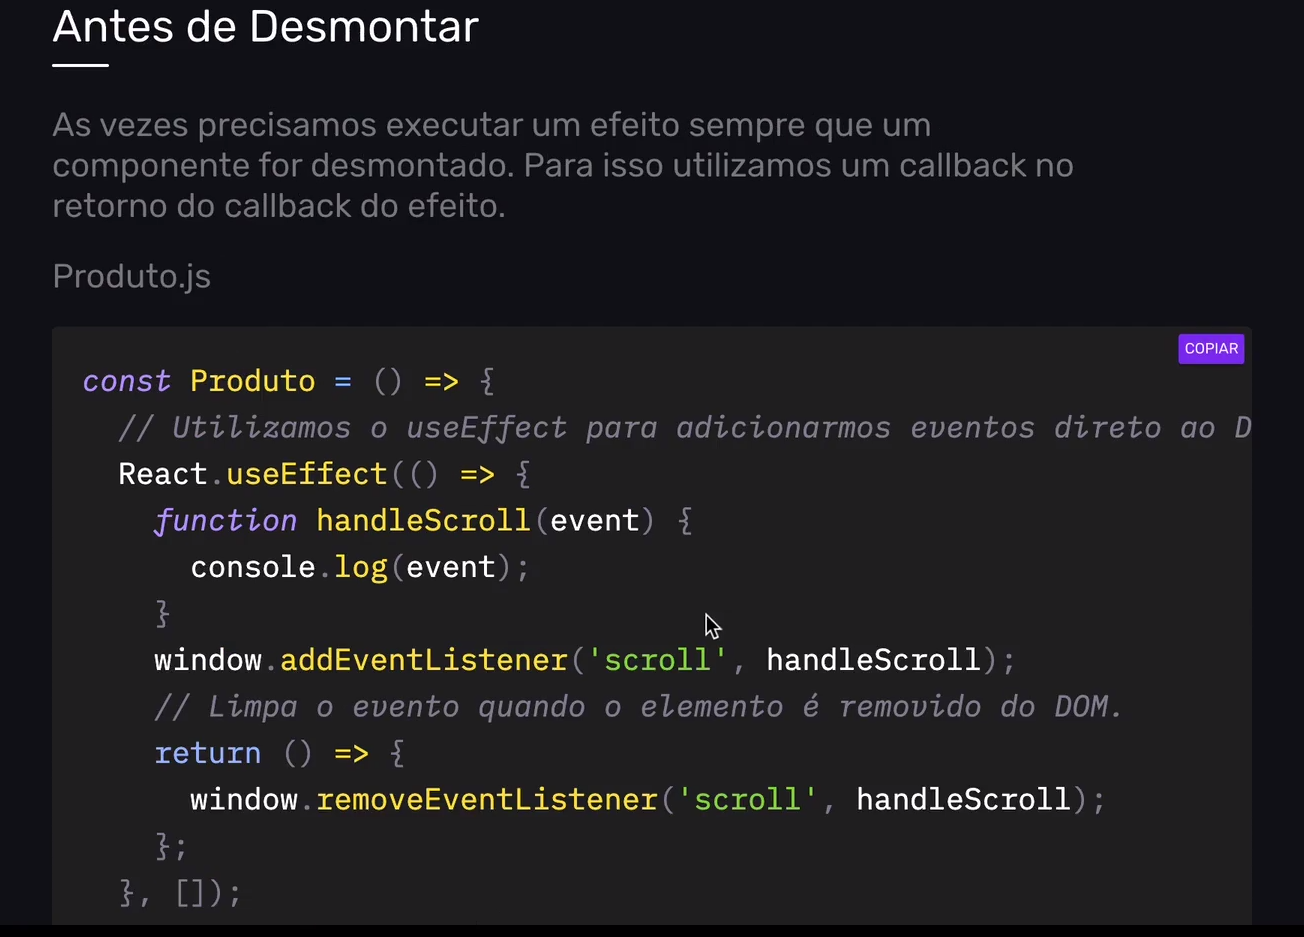 Antes de Desmontar
As vezes precisamos executar um efeito sempre que um
componente for desmontado. Para isso utilizamos um callback no
retorno do callback do efeito.
Produto.js
COPIAR
const Produto = () => {
  // Utilizamos o useEffect para adicionarmos eventos direto ao D
  React.useEffect(() => {
    function handleScroll(event) {
      console.log(event);
    }
    window.addEventListener('scroll', handleScroll);
    // Limpa o evento quando o elemento é removido do DOM.
    return () => {
      window.removeEventListener('scroll', handleScroll);
    };
  }, []);